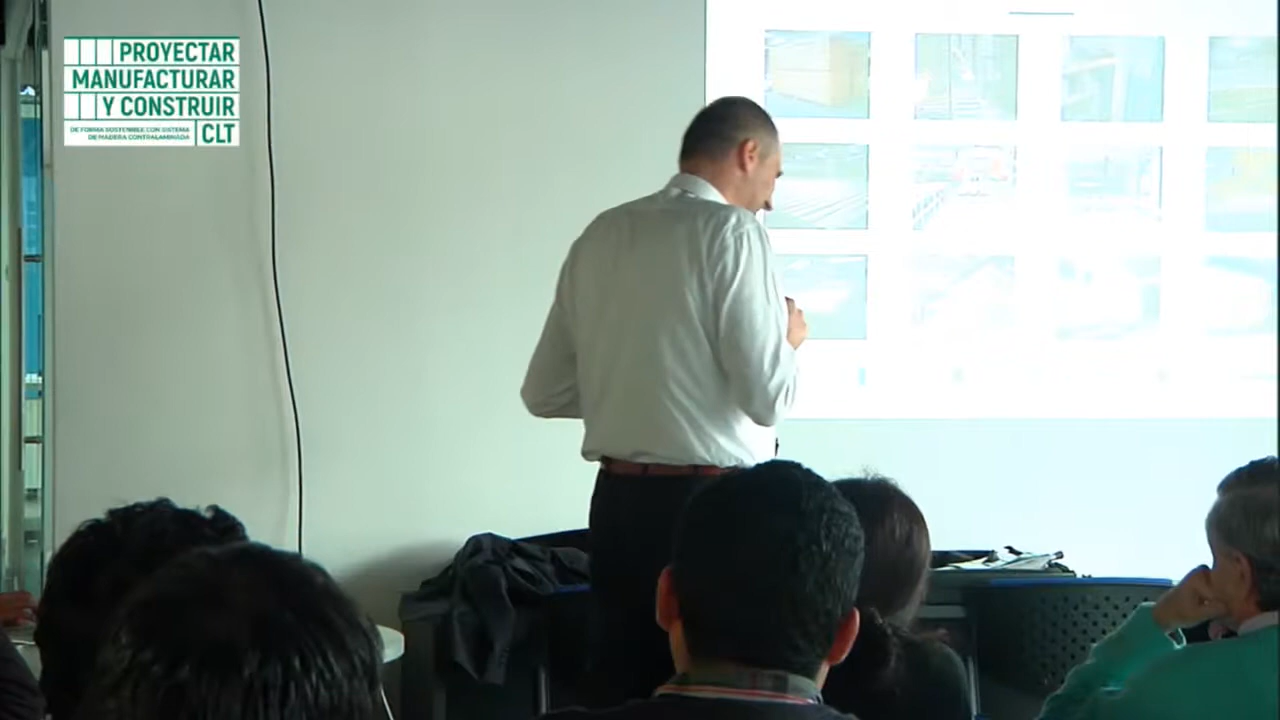 PROYECTAR
MANUFACTURAR
Y CONSTRUIR
DE FORMA SOSTENIBLE CON SISTEMA
DE MADERA CONTRALAMINADA
CLT